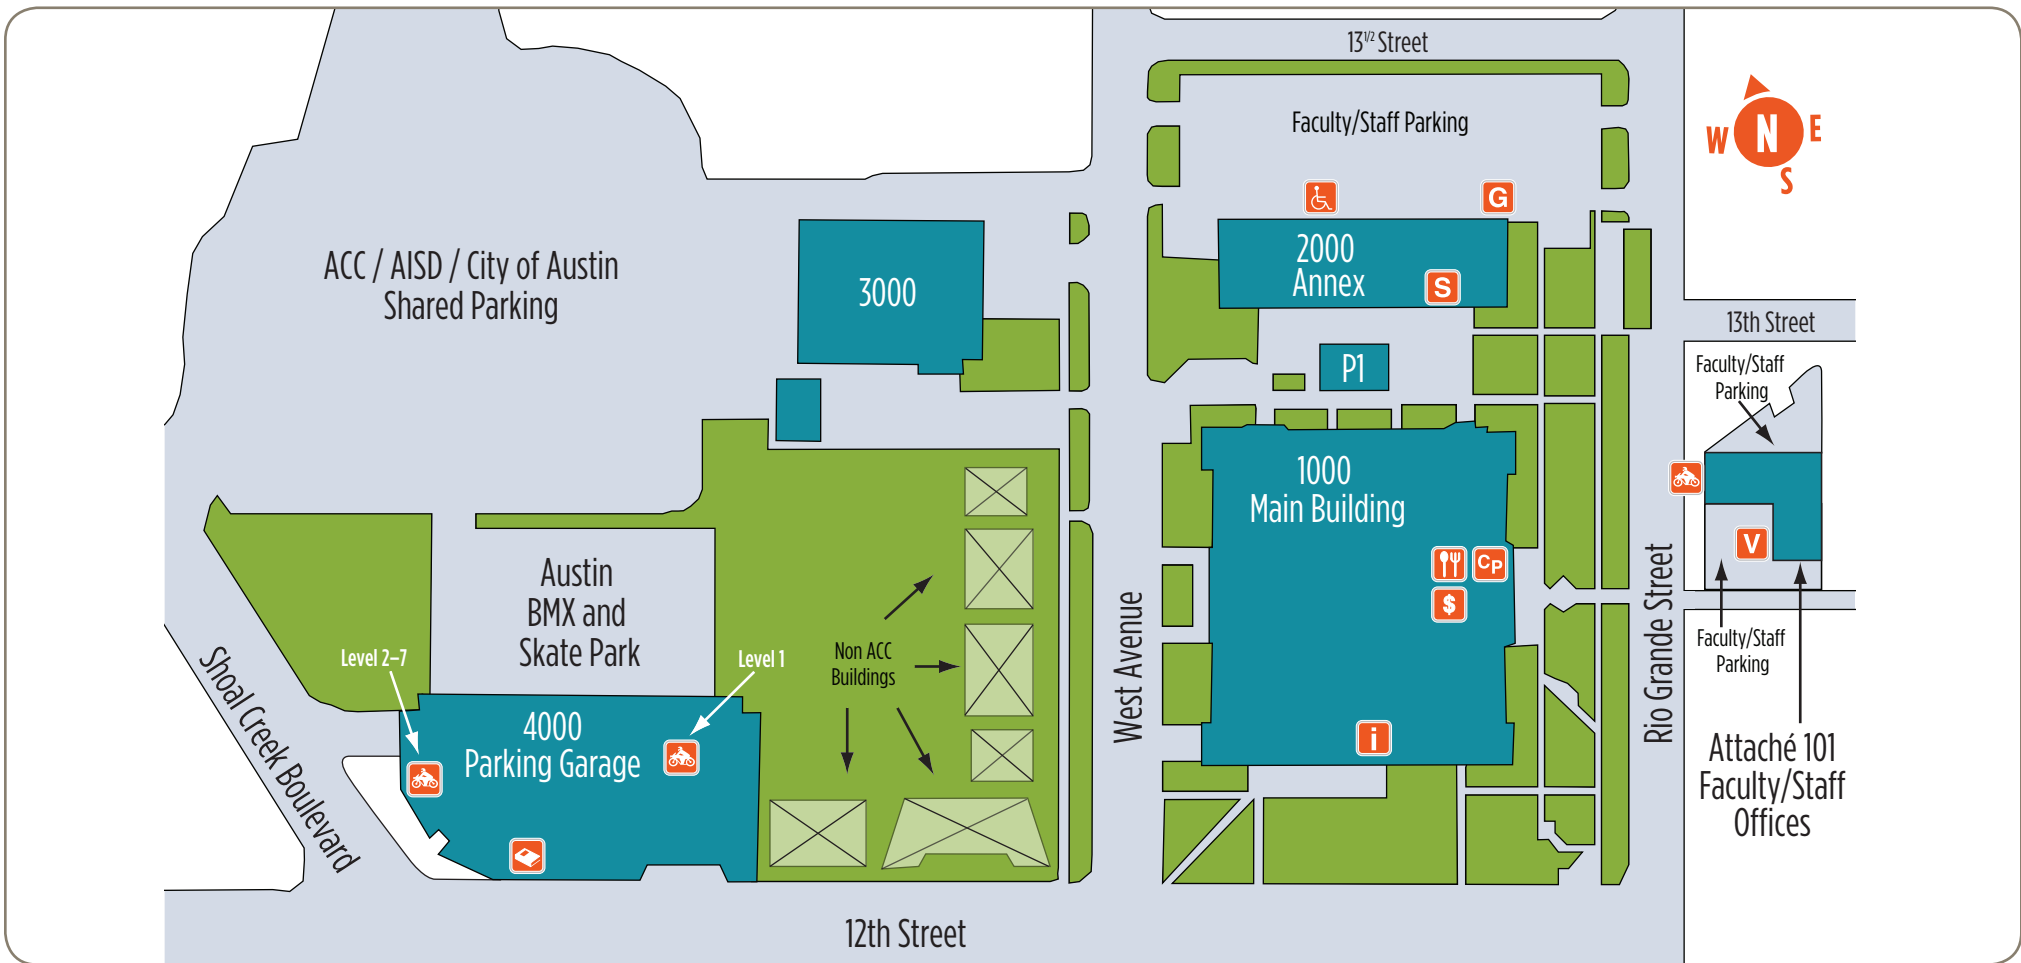 13 1/2 Street
Faculty/Staff Parking
W
N
E
S
G
ACC / AISD / City of Austin
Shared Parking
3000
2000
Annex
S
13th Street
P1
Faculty/Staff
Parking
1000
Main Building
CP
$
V
Austin
BMX and
Skate Park
Non ACC
Buildings
Level 2–7
Level 1
West Avenue
Rio Grande Street
Faculty/Staff
Parking
Shoal Creek Boulevard
4000
Parking Garage
i
Attaché 101
Faculty/Staff
Offices
12th Street